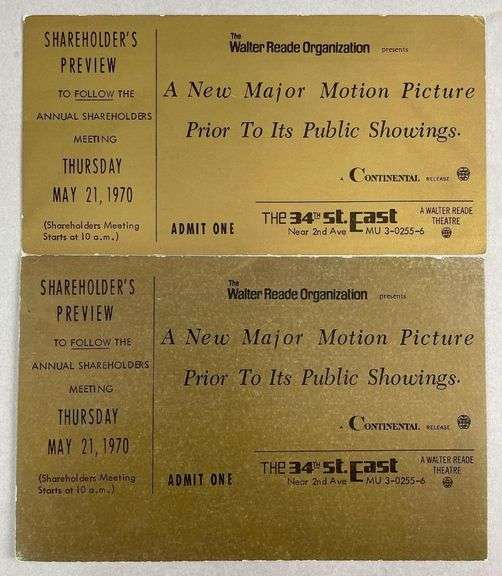 SHAREHOLDER'S
PREVIEW
TO FOLLOW THE
ANNUAL SHAREHOLDERS
MEETING
THURSDAY
MAY 21, 1970
(Shareholders Meeting
Starts at 10 a.m.)
The
Walter Reade Organization presents
A New Major Motion Picture
Prior To Its Public Showings.
A CONTINENTAL RELEASE
ADMIT ONE
THE 34TH ST. EAST
Near 2nd Ave MU 3-0255-6
A WALTER READE
THEATRE
SHAREHOLDER'S
PREVIEW
TO FOLLOW THE
ANNUAL SHAREHOLDERS
MEETING
THURSDAY
MAY 21, 1970
(Shareholders Meeting
Starts at 10 a.m.)
The
Walter Reade Organization presents
A New Major Motion Picture
Prior To Its Public Showings.
A CONTINENTAL RELEASE
ADMIT ONE
THE 34TH ST. EAST
Near 2nd Ave MU 3-0255-6
A WALTER READE
THEATRE